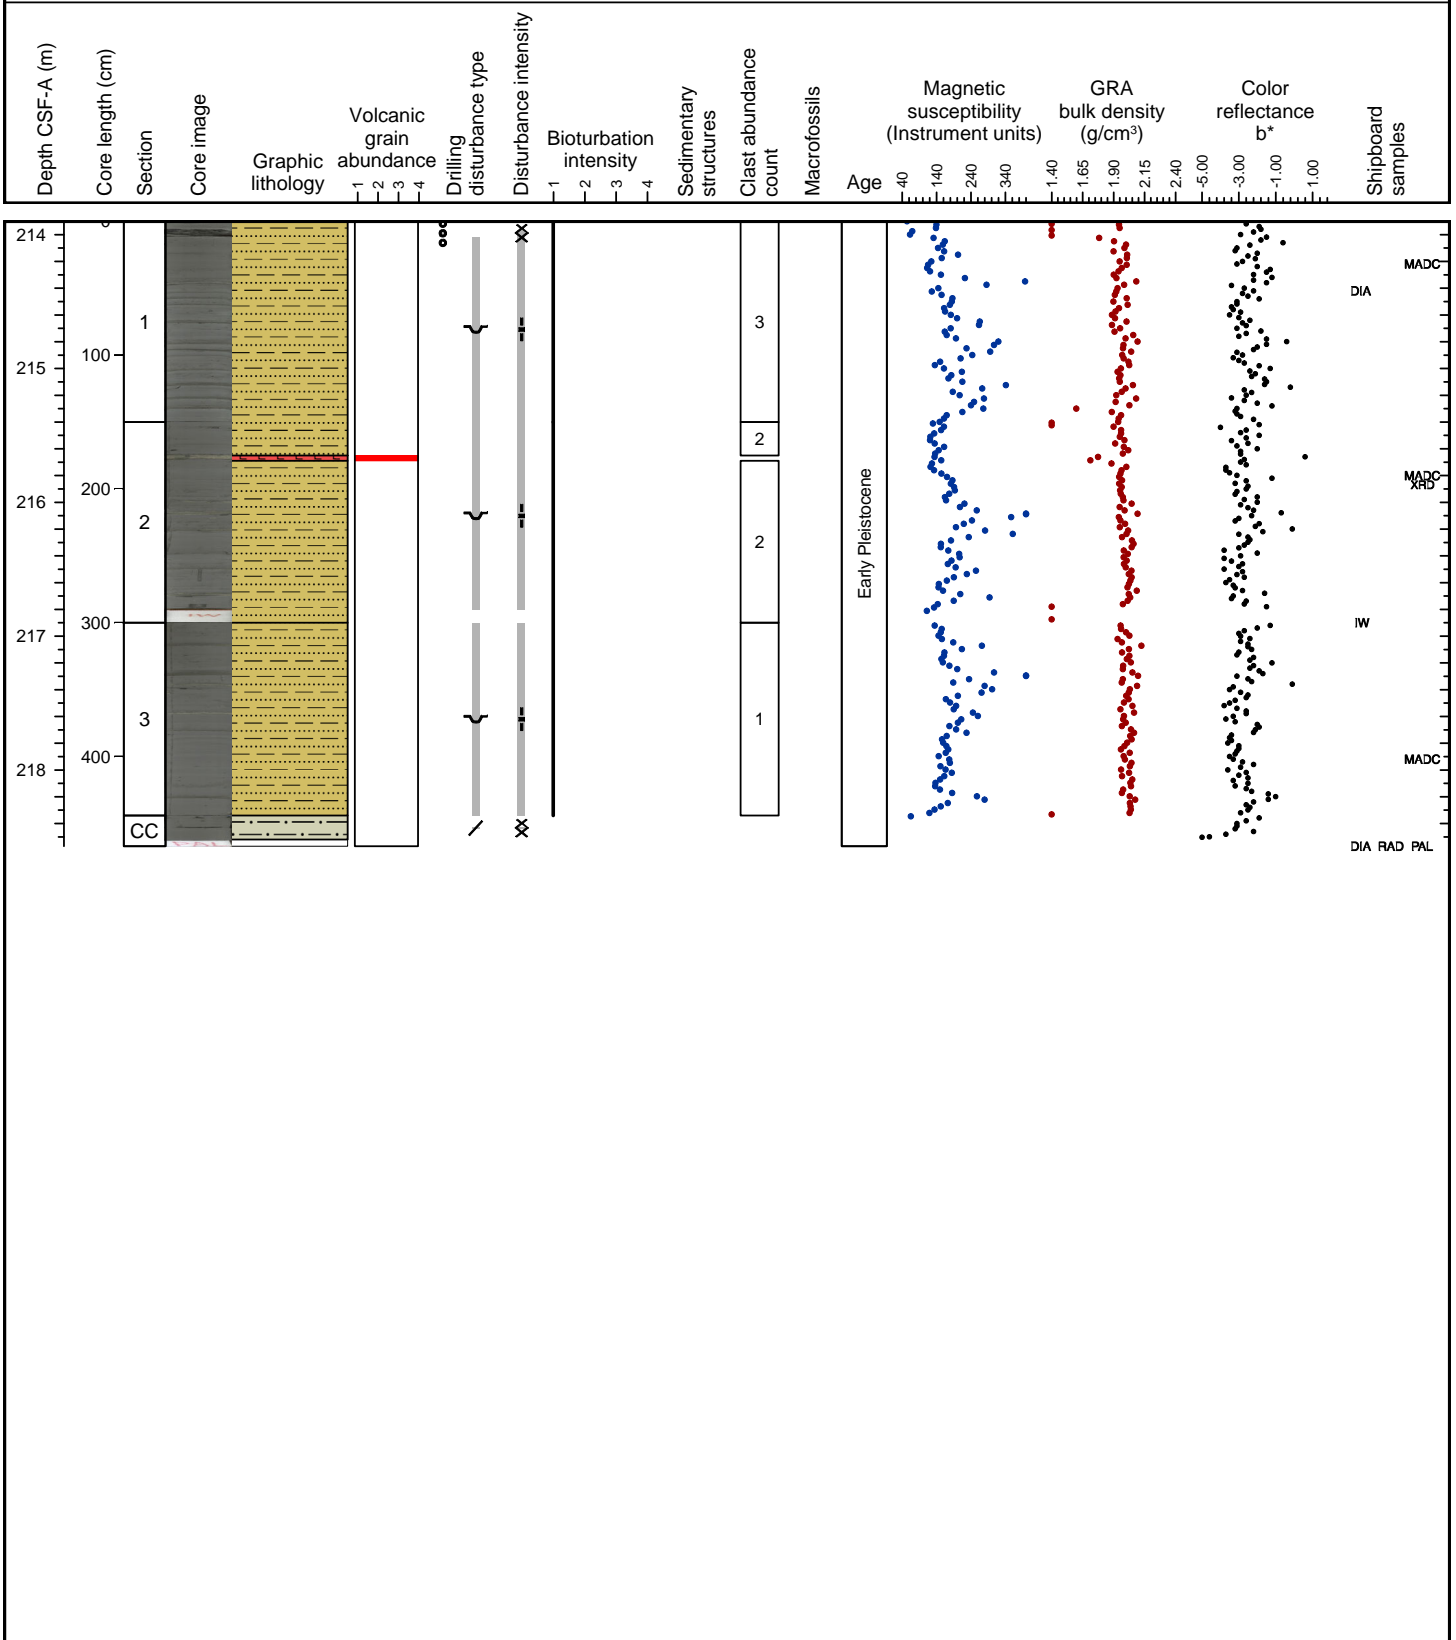 Depth CSF-A (m)
Core length (cm)
Section
Core image
Graphic
lithology
Volcanic
grain
abundance
1 2 3 4
Drilling
disturbance type
Disturbance intensity
Bioturbation
intensity
1 2 3 4
Sedimentary
structures
Clast abundance
count
Macrofossils
Age
Magnetic
susceptibility
(Instrument units)
40 140 240 340
GRA
bulk density
(g/cm³)
1.40 1.65 1.90 2.15 2.40
Color
reflectance
b*
-5.00 -3.00 -1.00 1.00
Shipboard
samples
0
214
MADC
DIA
1
3
100
215
2
MADC
XRD
200
216
2
2
Early Pleistocene
300
217
IW
3
1
400
218
MADC
CC
DIA RAD PAL